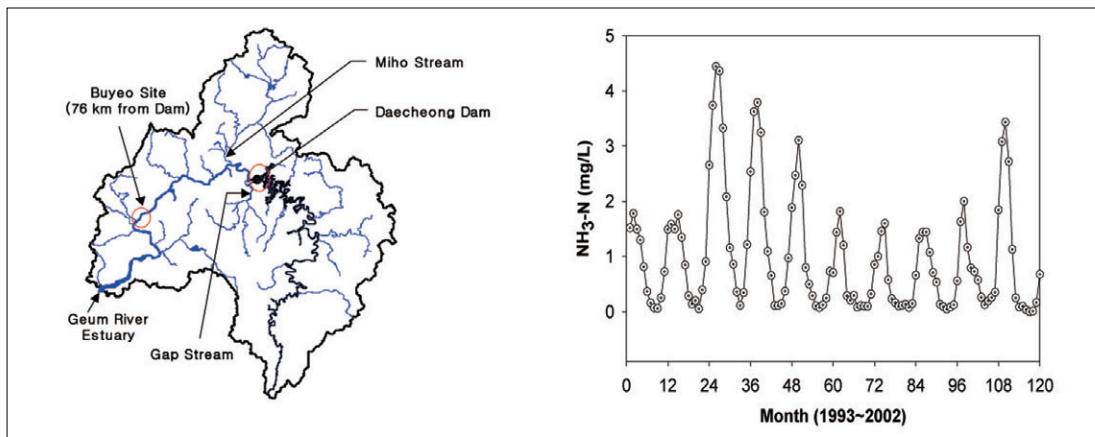 Miho Stream
Buyeo Site
(76 km from Dam)
Daecheong Dam
Geum River
Estuary
Gap Stream
5
4
3
2
1
0
NH3-N (mg/L)
0 12 24 36 48 60 72 84 96 108 120
Month (1993~2002)